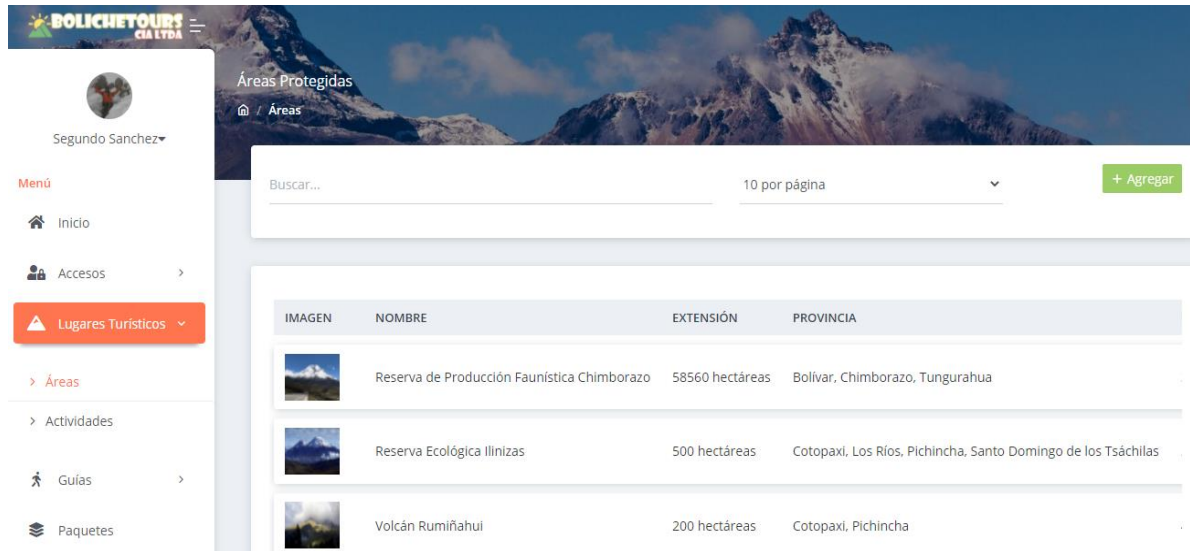 BOLICHETOURS
CIA LTDA
Segundo Sanchez
Menú
Inicio
Accesos
Lugares Turísticos
Áreas
Actividades
Guías
Paquetes
Áreas Protegidas
/ Áreas
Buscar...
10 por página
+ Agregar
IMAGEN NOMBRE EXTENSIÓN PROVINCIA
Reserva de Producción Faunística Chimborazo 58560 hectáreas Bolívar, Chimborazo, Tungurahua
Reserva Ecológica Ilinizas 500 hectáreas Cotopaxi, Los Ríos, Pichincha, Santo Domingo de los Tsáchilas
Volcán Rumiñahui 200 hectáreas Cotopaxi, Pichincha